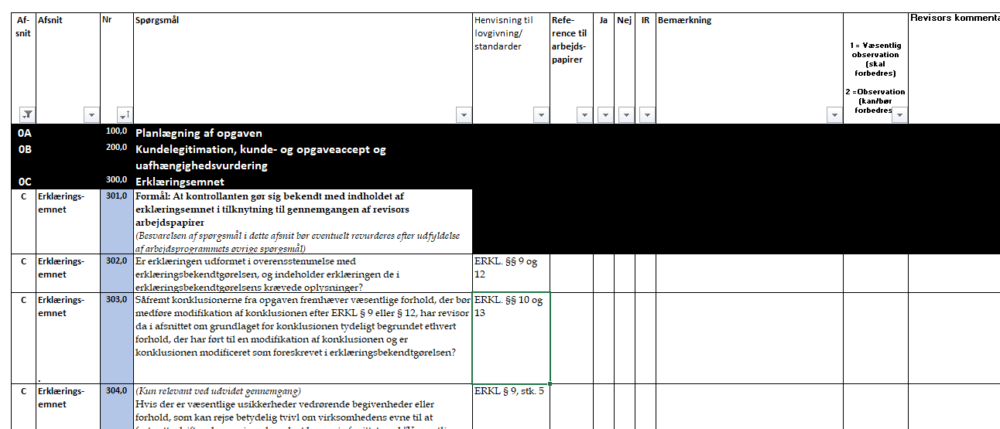 Af-
snit
Afsnit
Nr
Spørgsmål
Henvisning til
lovgivning/
standarder
Refe-
rence til
arbejds-
papirer
Ja
Nej
IR
Bemærkning
1 = Væsentlig
observation
(skal
forbedres)
2 =Observation
(kan/bør
forbedres
Revisors kommenta
0A 100,0 Planlægning af opgaven
0B 200,0 Kundelegitimation, kunde- og opgaveaccept og
uafhængighedsvurdering
0C 300,0 Erklæringsemnet
C Erklærings-
emnet
301,0
Formål: At kontrollanten gør sig bekendt med indholdet af
erklæringsemnet i tilknytning til gennemgangen af revisors
arbejdspapirer
(Besvarelsen af spørgsmål i dette afsnit bør eventuelt revurderes efter udfyldelse
af arbejdsprogrammets øvrige spørgsmål)
C Erklærings-
emnet
302,0
Er erklæringen udformet i overensstemmelse med
erklæringsbekendtgørelsen, og indeholder erklæringen de i
erklæringsbekendtgørelsens krævede oplysninger?
ERKL. §§ 9 og
12
C Erklærings-
emnet
.
303,0
Såfremt konklusionerne fra opgaven fremhæver væsentlige forhold, der bør
medføre modifikation af konklusionen efter ERKL § 9 eller § 12, har revisor
da i afsnittet om grundlaget for konklusionen tydeligt begrundet ethvert
forhold, der har ført til en modifikation af konklusionen og er
konklusionen modificeret som foreskrevet i erklæringsbekendtgørelsen?
ERKL. §§ 10 og
13
C Erklærings-
emnet
304,0
(Kun relevant ved udvidet gennemgang)
Hvis der er væsentlige usikkerheder vedrørende begivenheder eller
forhold, som kan rejse betydelig tvivl om virksomhedens evne til at
ERKL § 9, stk. 5